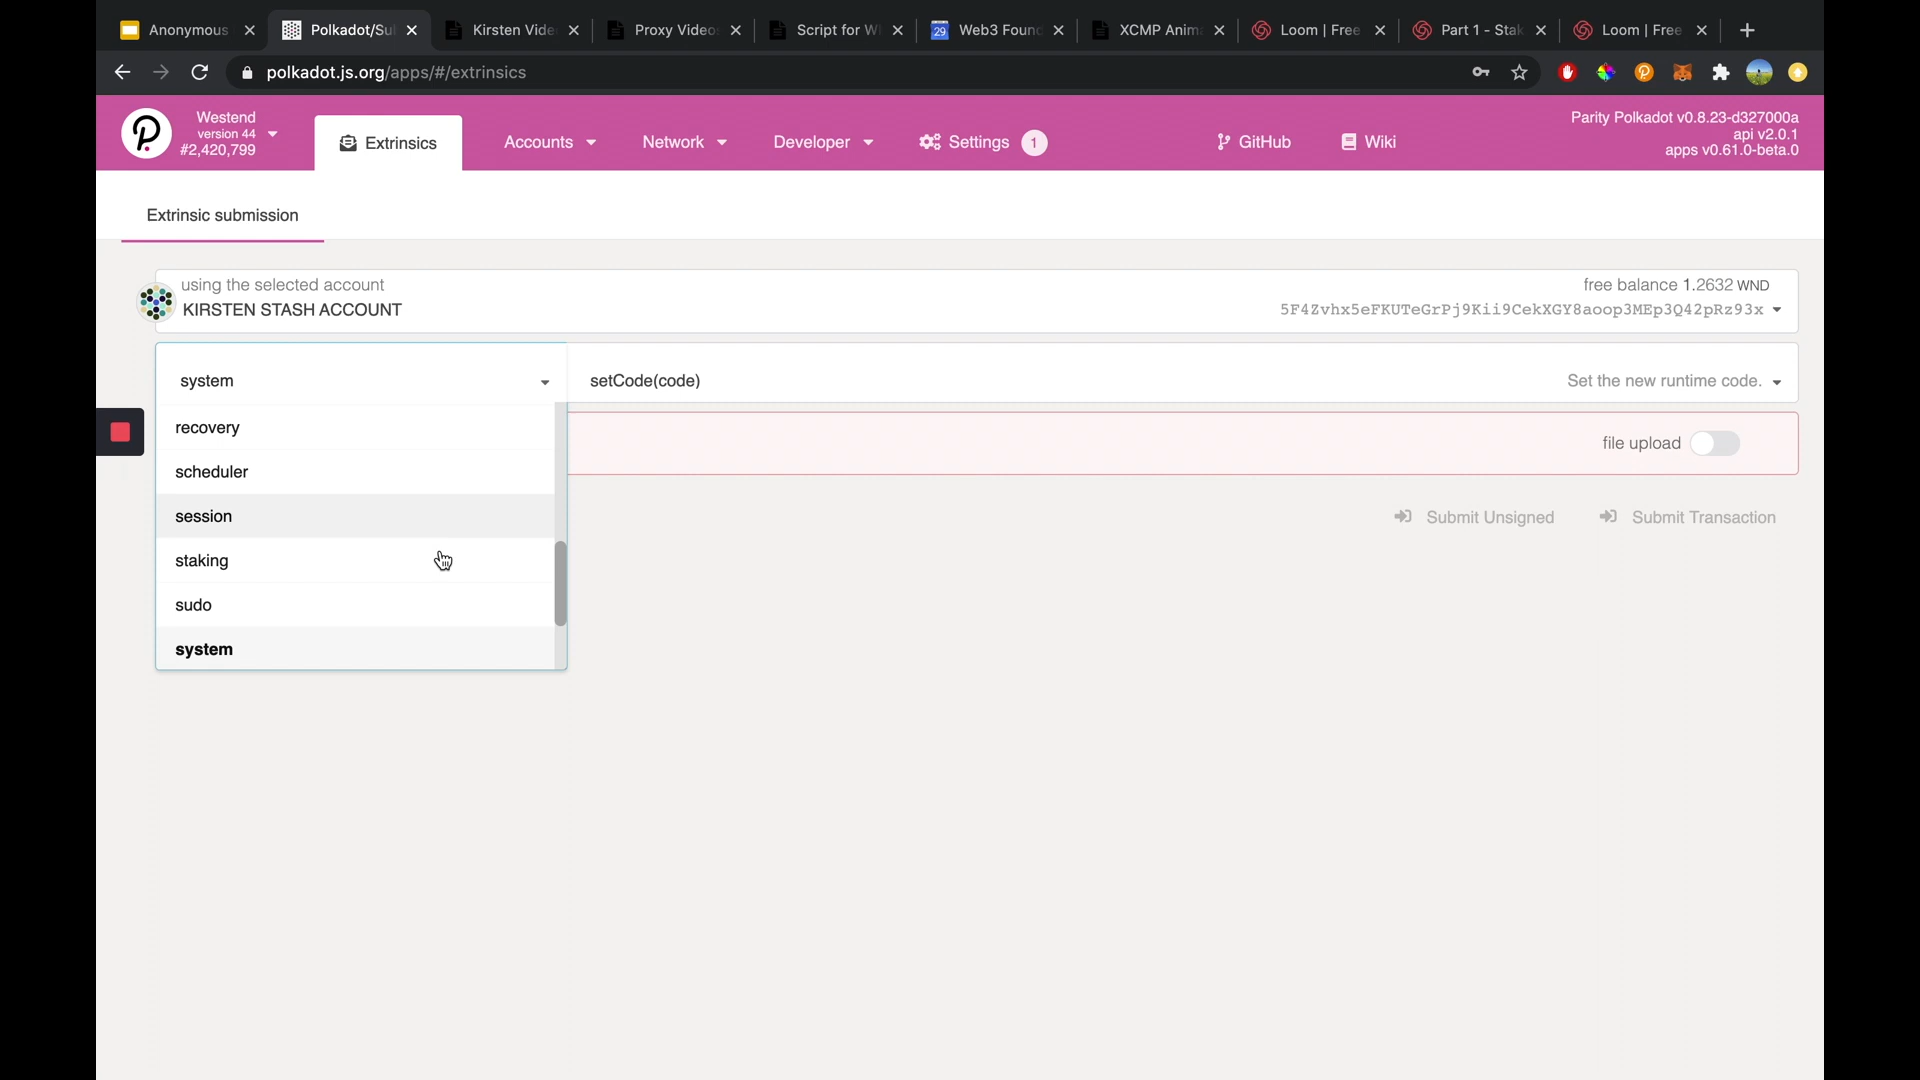 Anonymous
Polkadot/Su
Kirsten Vide
Proxy Video
Script for W
29
Web3 Foun
XCMP Anim
Loom | Free
Part 1 - Stak
Loom | Free
polkadot.js.org/apps/#/extrinsics
Westend
version 44
#2,420,799
Extrinsics
Accounts
Network
Developer
Settings
1
GitHub
Wiki
Parity Polkadot v0.8.23-d327000a
api v2.0.1
apps v0.61.0-beta.0
Extrinsic submission
using the selected account
free balance 1.2632 WND
KIRSTEN STASH ACCOUNT
5F4Zvhx5eFKUTeGrPj9Kii9CekXGY8aoop3MEp3Q42pRz93x
system
setCode(code)
Set the new runtime code.
recovery
file upload
scheduler
session
Submit Unsigned
Submit Transaction
staking
sudo
system